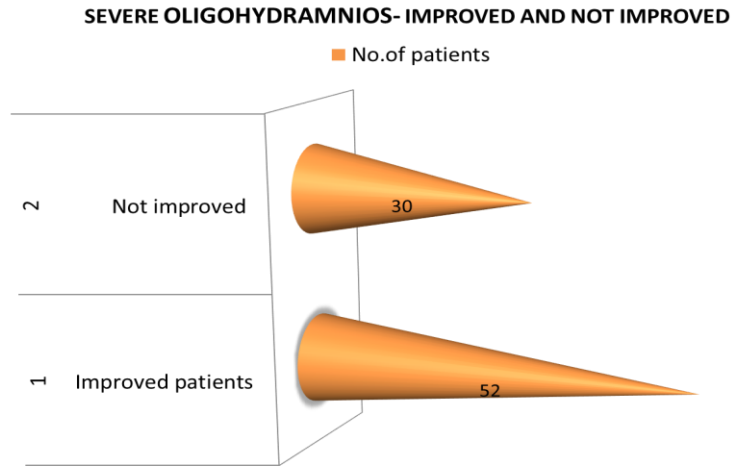 SEVERE OLIGOHYDRAMNIOS- IMPROVED AND NOT IMPROVED
No.of patients
2
Not improved
30
1
Improved patients
52